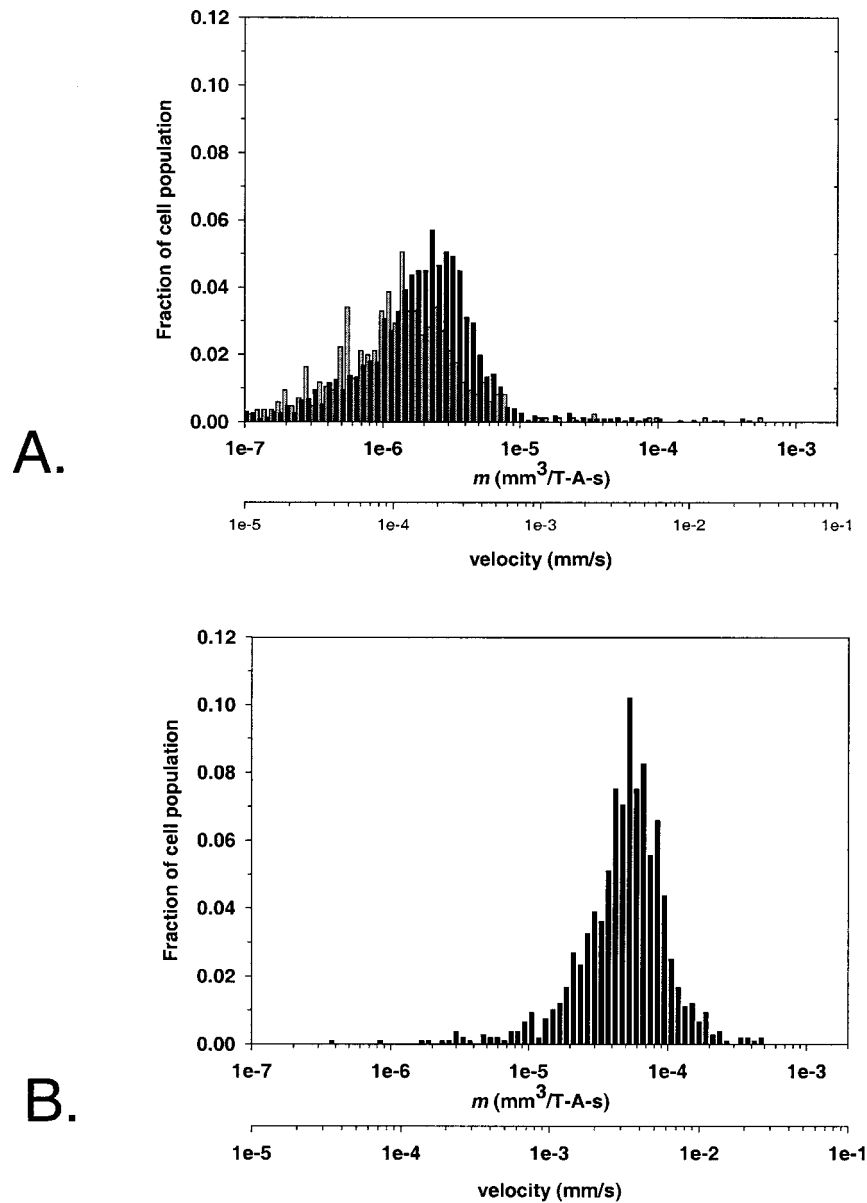 0.12
0.10
0.08
0.06
0.04
0.02
0.00
Fraction of cell population
1e-7 1e-6 1e-5 1e-4 1e-3
m (mm3/T-A-s)
A.
1e-5 1e-4 1e-3 1e-2 1e-1
velocity (mm/s)
0.12
0.10
0.08
0.06
0.04
0.02
0.00
Fraction of cell population
1e-7 1e-6 1e-5 1e-4 1e-3
m (mm3/T-A-s)
B.
1e-5 1e-4 1e-3 1e-2 1e-1
velocity (mm/s)